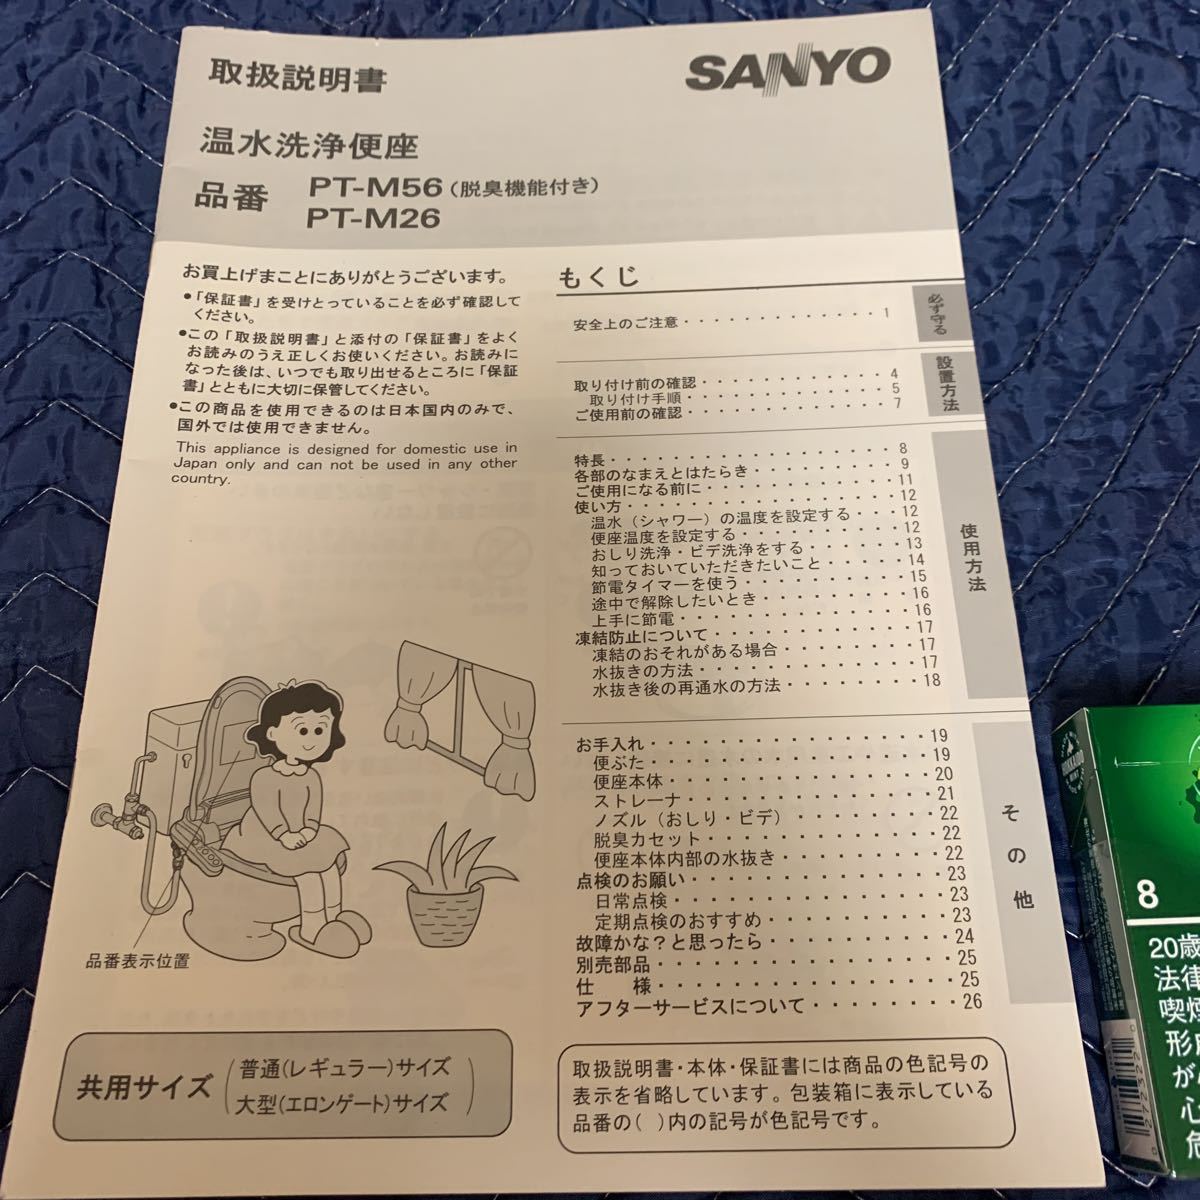 取扱説明書
SANYO
温水洗浄便座
品番 PT-M56(脱臭機能付き)
PT-M26
お買上げまことにありがとうございます。
●「保証書」を受けとっていることを必ず確認して
ください。
●この「取扱説明書」と添付の「保証書」をよく
お読みのうえ正しくお使いください。お読みに
なった後は、いつでも取り出せるところに「保証
書」とともに大切に保管してください。
●この商品を使用できるのは日本国内のみで、
国外では使用できません。
This appliance is designed for domestic use in
Japan only and can not be used in any other
country.
品番表示位置
共用サイズ
普通(レギュラー)サイズ
大型(エロンゲート)サイズ
もくじ
安全上のご注意・・・・・・・・・・・・・1
必ず守る
取り付け前の確認・・・・・・・・・・・・4
取り付け手順・・・・・・・・・・・・・5
ご使用前の確認・・・・・・・・・・・・・7
設置方法
特長・・・・・・・・・・・・・・・・・・8
各部のなまえとはたらき・・・・・・・・・9
ご使用になる前に・・・・・・・・・・・・11
使い方・・・・・・・・・・・・・・・・・12
温水(シャワー)の温度を設定する・・・12
便座温度を設定する・・・・・・・・・・12
おしり洗浄・ビデ洗浄をする・・・・・・13
知っておいていただきたいこと・・・・・14
節電タイマーを使う・・・・・・・・・・15
途中で解除したいとき・・・・・・・・・16
上手に節電・・・・・・・・・・・・・・16
凍結防止について・・・・・・・・・・・・17
凍結のおそれがある場合・・・・・・・・17
水抜きの方法・・・・・・・・・・・・・17
水抜き後の再通水の方法・・・・・・・・18
使用方法
お手入れ・・・・・・・・・・・・・・・・19
便ぶた・・・・・・・・・・・・・・・・19
便座本体・・・・・・・・・・・・・・・20
ストレーナ・・・・・・・・・・・・・・21
ノズル(おしり・ビデ)・・・・・・・・・22
脱臭カセット・・・・・・・・・・・・・22
便座本体内部の水抜き・・・・・・・・・22
点検のお願い・・・・・・・・・・・・・・23
日常点検・・・・・・・・・・・・・・・23
定期点検のおすすめ・・・・・・・・・・23
故障かな?と思ったら・・・・・・・・・・24
別売部品・・・・・・・・・・・・・・・・25
仕　様・・・・・・・・・・・・・・・・・25
アフターサービスについて・・・・・・・・26
その他
取扱説明書・本体・保証書には商品の色記号の
表示を省略しています。包装箱に表示している
品番の( )内の記号が色記号です。
8
20歳
法律
喫煙